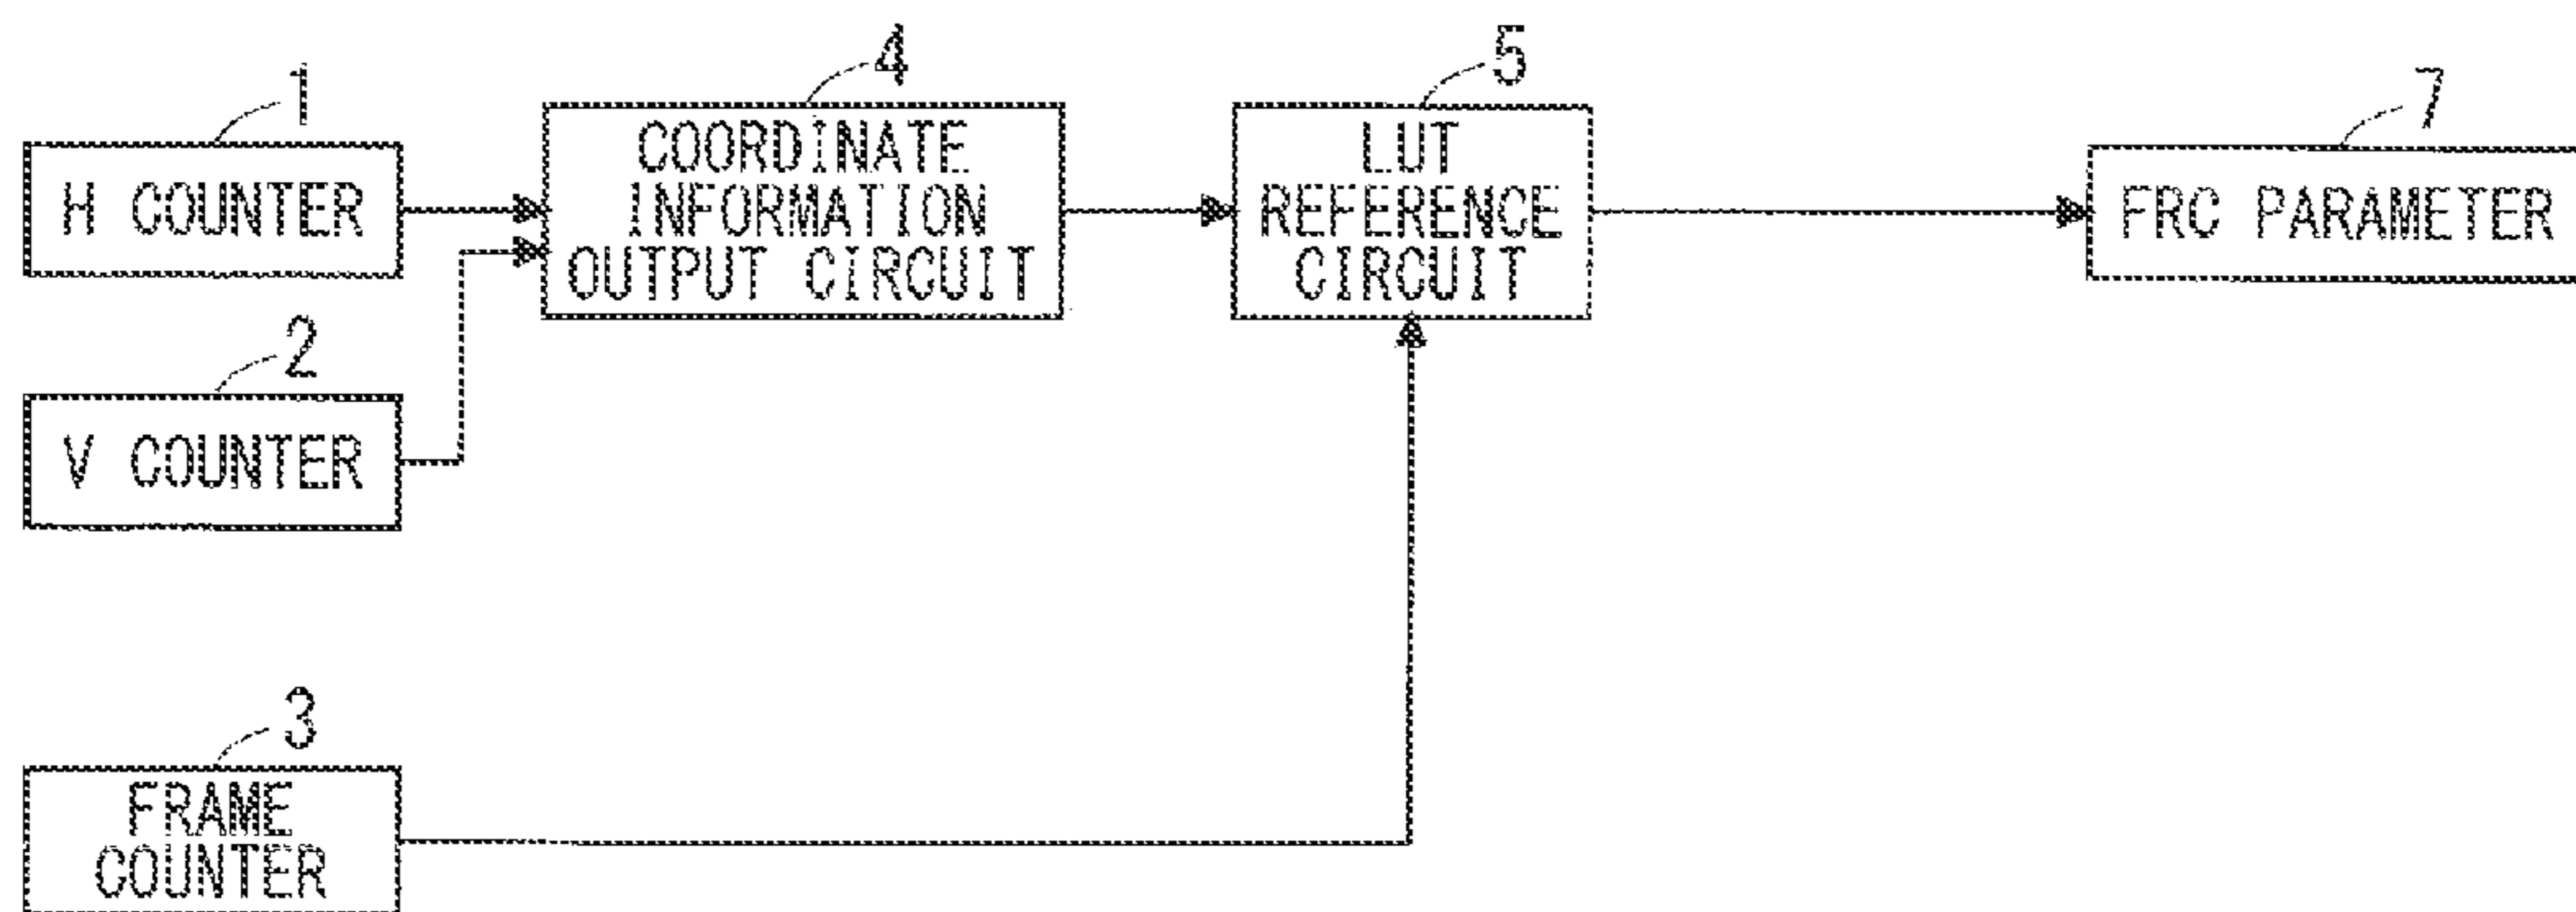 1
H COUNTER
2
V COUNTER
3
FRAME
COUNTER
4
COORDINATE
INFORMATION
OUTPUT CIRCUIT
5
LUT
REFERENCE
CIRCUIT
7
FRC PARAMETER